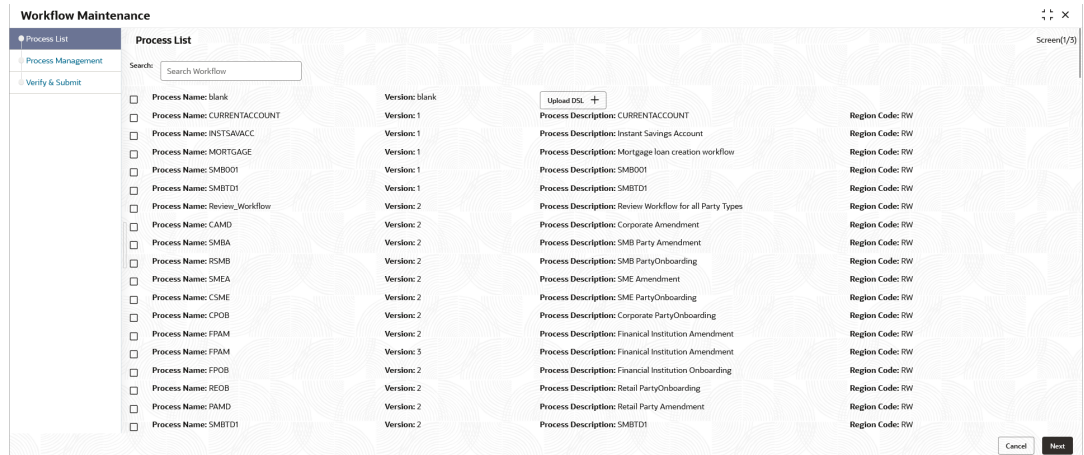 Workflow Maintenance
Process List
Process Management
Verify & Submit
Process List Screen(1/3)
Search: Search Workflow
Process Name: blank Version: blank Upload DSL +
Process Name: CURRENTACCOUNT Version: 1 Process Description: CURRENTACCOUNT Region Code: RW
Process Name: INSTSAVACC Version: 1 Process Description: Instant Savings Account Region Code: RW
Process Name: MORTGAGE Version: 1 Process Description: Mortgage loan creation workflow Region Code: RW
Process Name: SMB001 Version: 1 Process Description: SMB001 Region Code: RW
Process Name: SMBTD1 Version: 1 Process Description: SMBTD1 Region Code: RW
Process Name: Review_Workflow Version: 2 Process Description: Review Workflow for all Party Types Region Code: RW
Process Name: CAMD Version: 2 Process Description: Corporate Amendment Region Code: RW
Process Name: SMBA Version: 2 Process Description: SMB Party Amendment Region Code: RW
Process Name: RSMB Version: 2 Process Description: SMB PartyOnboarding Region Code: RW
Process Name: SMEA Version: 2 Process Description: SME Amendment Region Code: RW
Process Name: CSME Version: 2 Process Description: SME PartyOnboarding Region Code: RW
Process Name: CPOB Version: 2 Process Description: Corporate PartyOnboarding Region Code: RW
Process Name: FPAM Version: 2 Process Description: Finanical Institution Amendment Region Code: RW
Process Name: FPAM Version: 3 Process Description: Finanical Institution Amendment Region Code: RW
Process Name: FPOB Version: 2 Process Description: Financial Institution Onboarding Region Code: RW
Process Name: REOB Version: 2 Process Description: Retail PartyOnboarding Region Code: RW
Process Name: PAMD Version: 2 Process Description: Retail Party Amendment Region Code: RW
Process Name: SMBTD1 Version: 2 Process Description: SMBTD1 Region Code: RW
Cancel Next